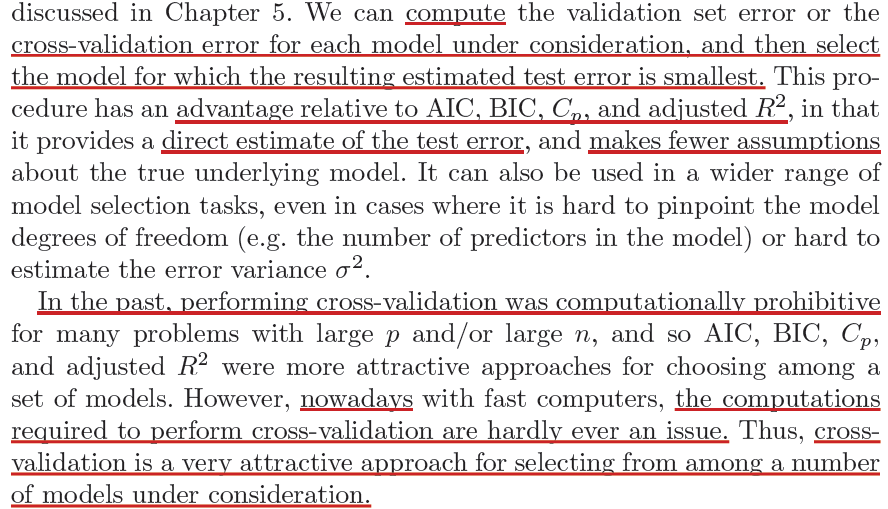 discussed in Chapter 5. We can compute the validation set error or the
cross-validation error for each model under consideration, and then select
the model for which the resulting estimated test error is smallest. This pro-
cedure has an advantage relative to AIC, BIC, Cₚ, and adjusted R², in that
it provides a direct estimate of the test error, and makes fewer assumptions
about the true underlying model. It can also be used in a wider range of
model selection tasks, even in cases where it is hard to pinpoint the model
degrees of freedom (e.g. the number of predictors in the model) or hard to
estimate the error variance σ².
In the past, performing cross-validation was computationally prohibitive
for many problems with large p and/or large n, and so AIC, BIC, Cₚ,
and adjusted R² were more attractive approaches for choosing among a
set of models. However, nowadays with fast computers, the computations
required to perform cross-validation are hardly ever an issue. Thus, cross-
validation is a very attractive approach for selecting from among a number
of models under consideration.